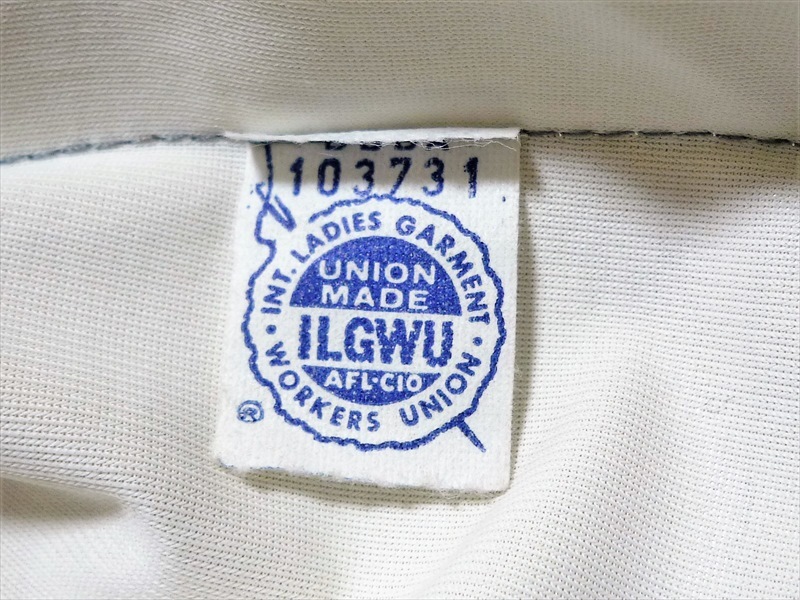 103731
INT. LADIES GARMENT
UNION
MADE
ILGWU
AFL-CIO
· WORKERS UNION ·
®